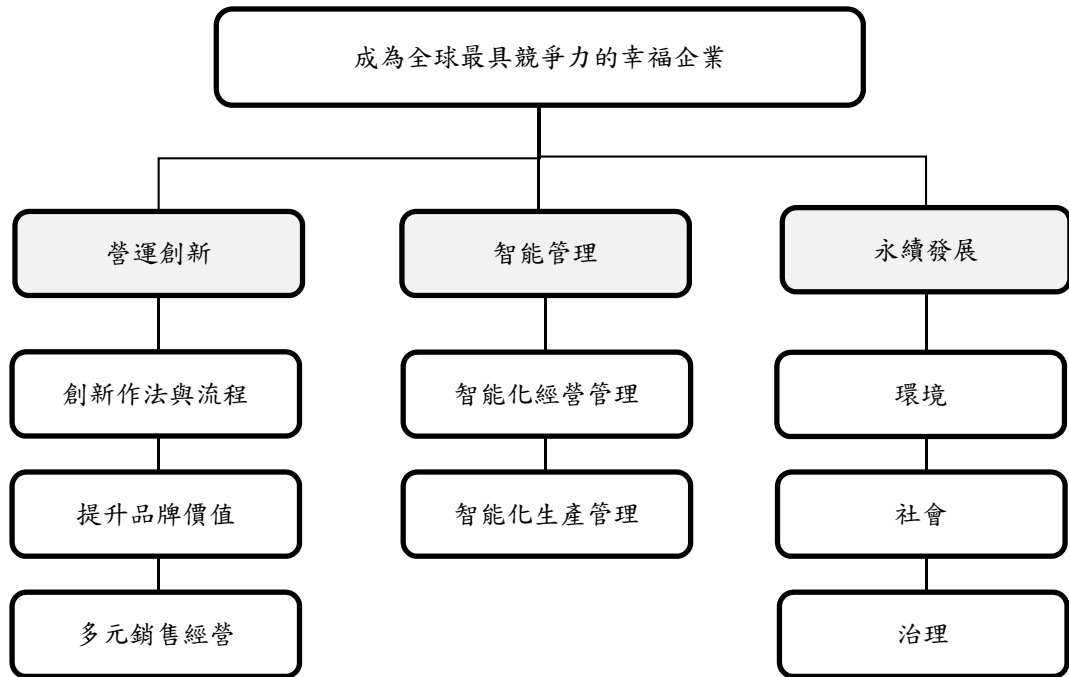 成為全球最具競爭力的幸福企業
營運創新
智能管理
永續發展
創新作法與流程
智能化經營管理
環境
提升品牌價值
智能化生產管理
社會
多元銷售經營
治理